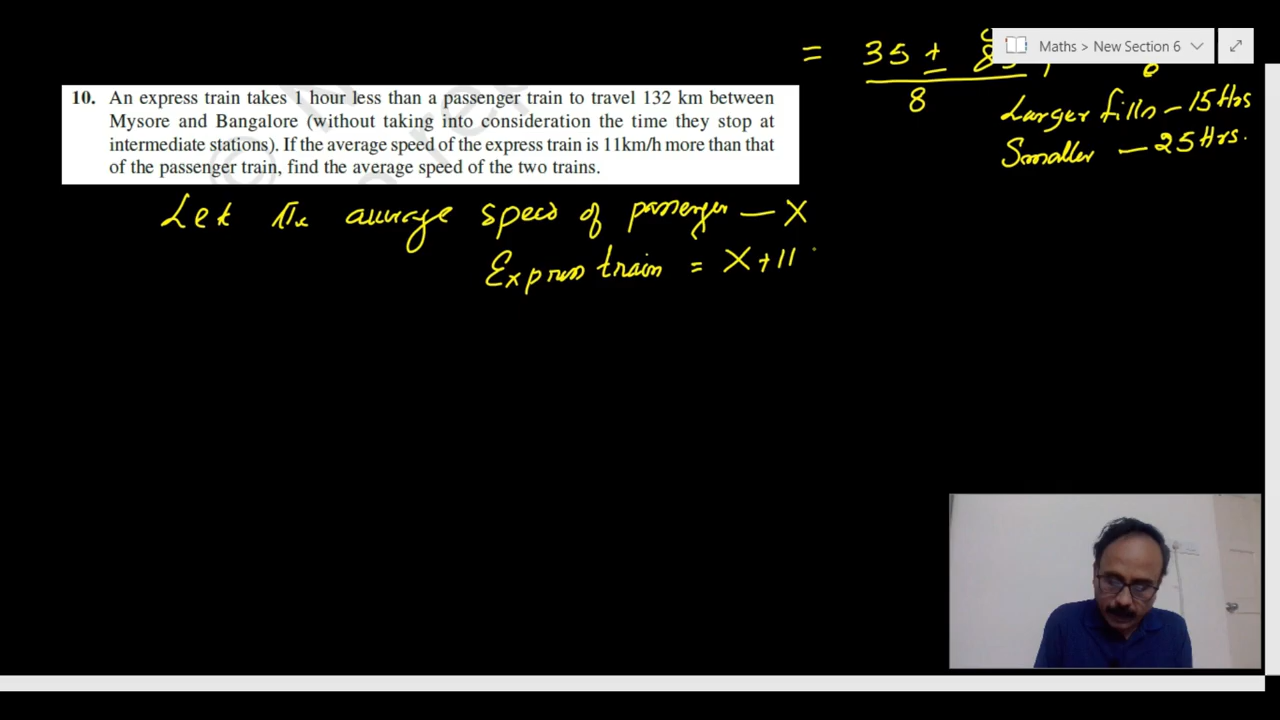 = 35 ±
8
Maths > New Section 6
Larger fills – 15 Hrs
Smaller – 25 Hrs.
10. An express train takes 1 hour less than a passenger train to travel 132 km between
Mysore and Bangalore (without taking into consideration the time they stop at
intermediate stations). If the average speed of the express train is 11km/h more than that
of the passenger train, find the average speed of the two trains.
Let the average speed of passenger – X
Express train = X + 11